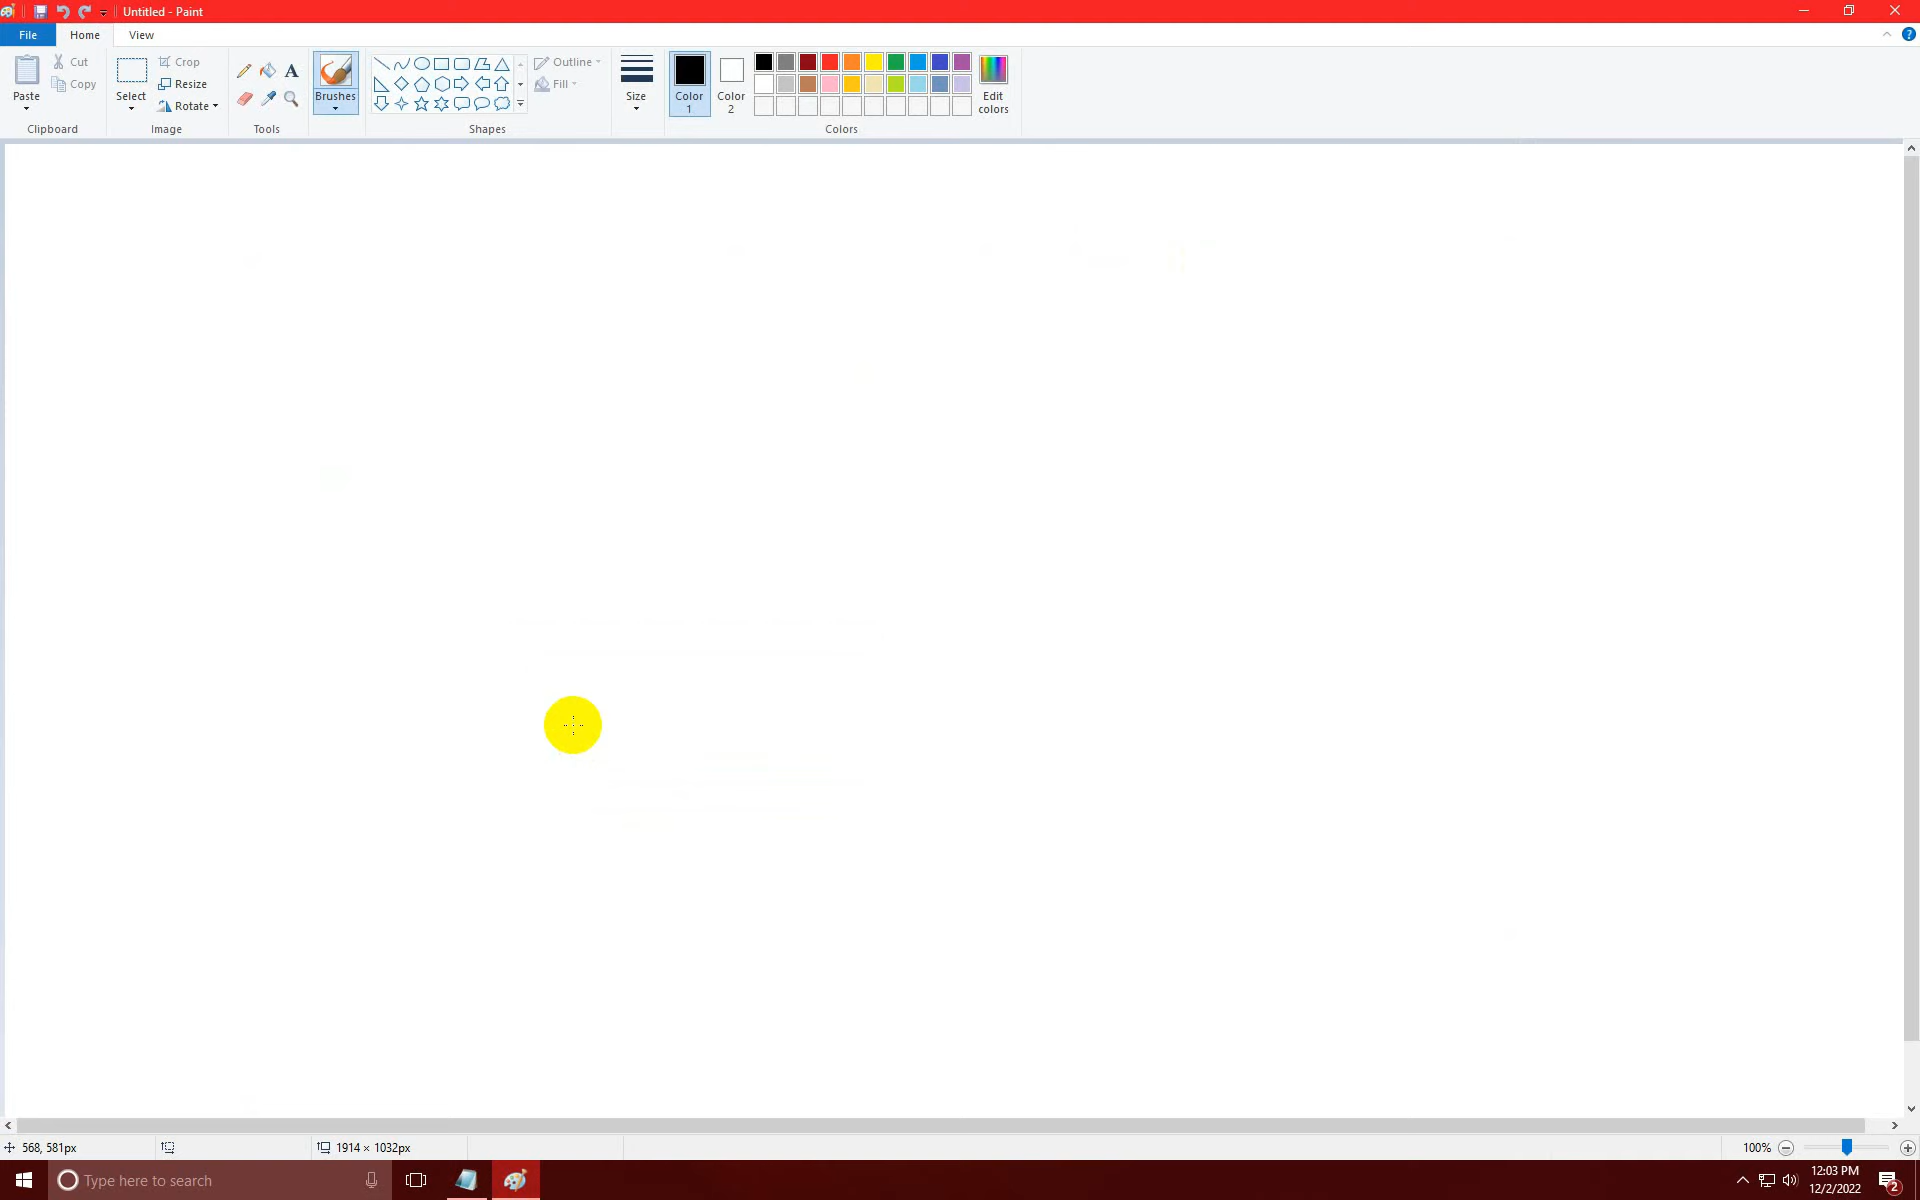 Untitled - Paint
File Home View
Paste
Cut
Copy
Clipboard
Select
Crop
Resize
Rotate
Image
A
Tools
Brushes
Shapes
Outline
Fill
Size
Color 1
Color 2
Edit colors
Colors
568, 581px
1914 × 1032px
100%
Type here to search
12:03 PM
12/2/2022
2